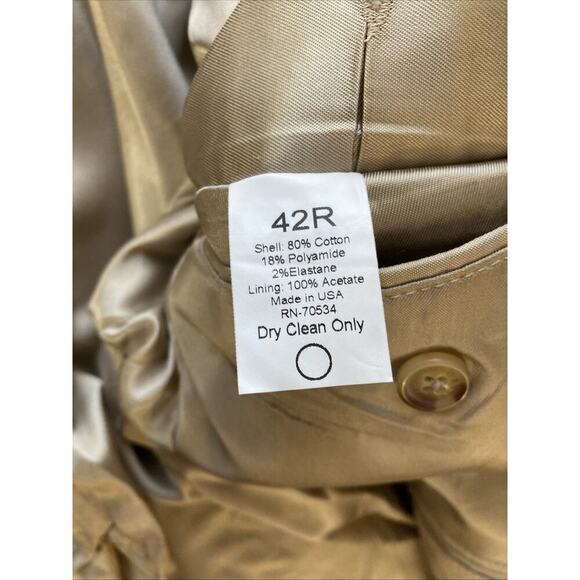 42R
Shell: 80% Cotton
18% Polyamide
2%Elastane
Lining: 100% Acetate
Made in USA
RN-70534
Dry Clean Only